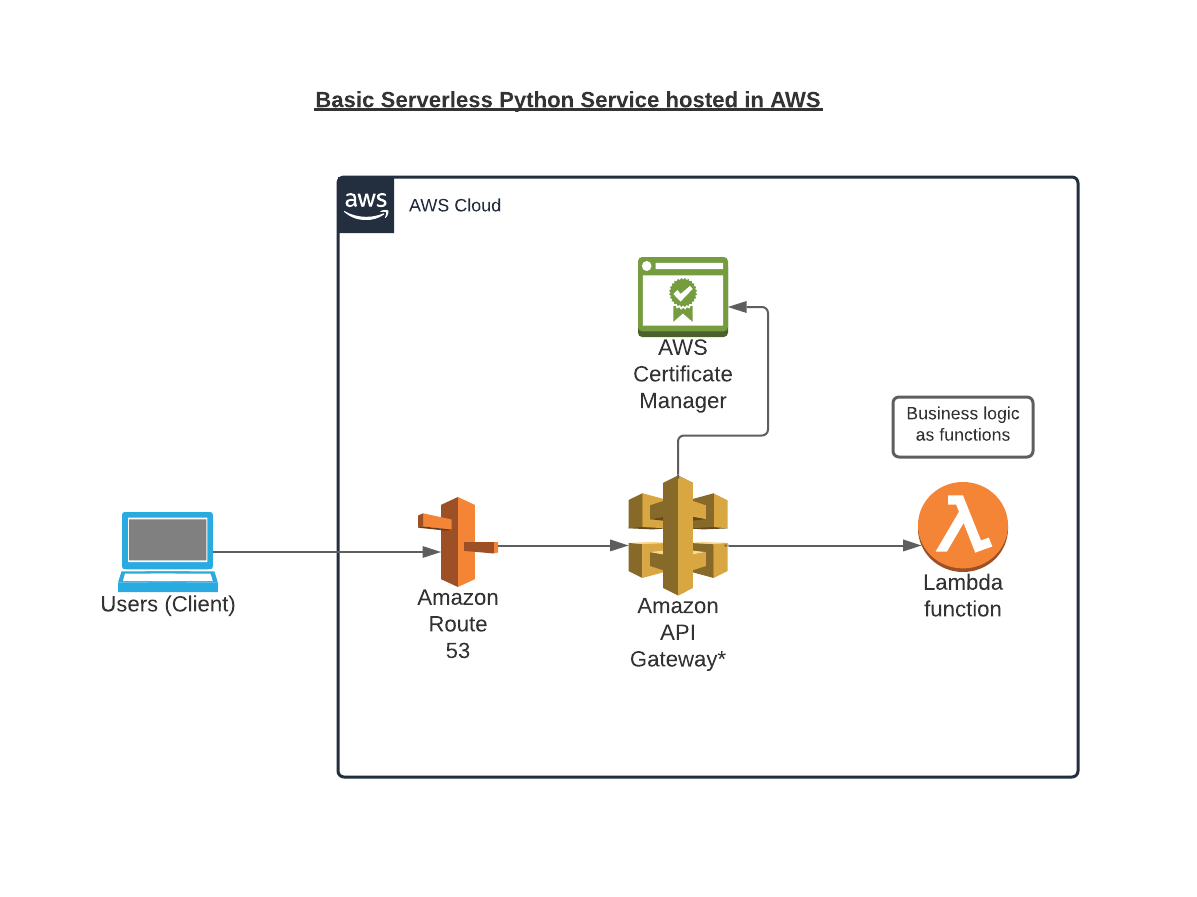 Basic Serverless Python Service hosted in AWS
aws
AWS Cloud
AWS
Certificate
Manager
Business logic
as functions
Users (Client)
Amazon
Route
53
Amazon
API
Gateway*
Lambda
function